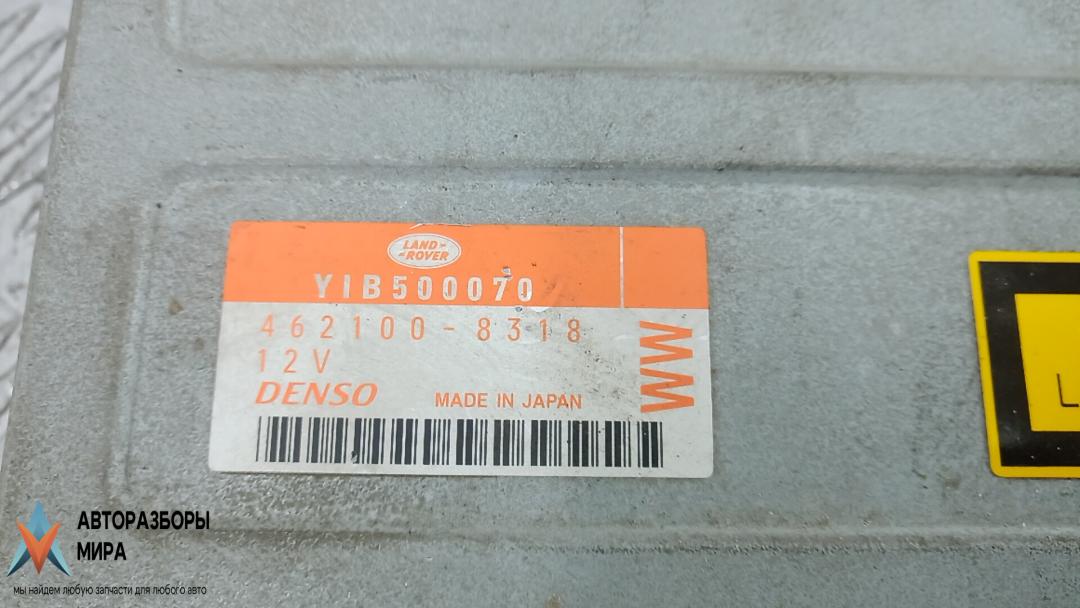 LAND-
-ROVER
YIB500070
462100-8318
12V
WW
DENSO
MADE IN JAPAN
L
АВТОРАЗБОРЫ
МИРА
мы найдем любую запчасти для любого авто